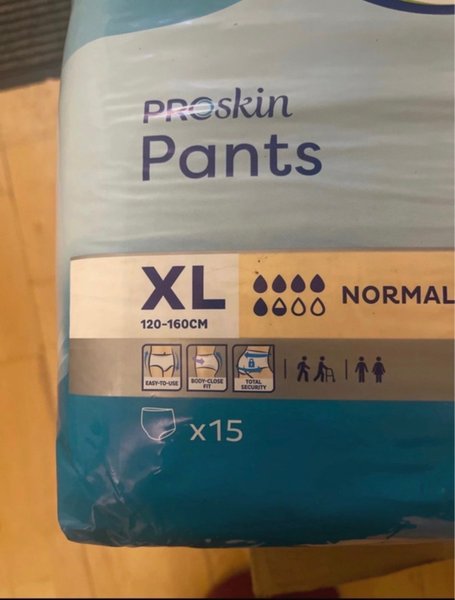 PROskin
Pants
XL
120-160CM
NORMAL
EASY-TO-USE
BODY-CLOSE
FIT
TOTAL
SECURITY
x15